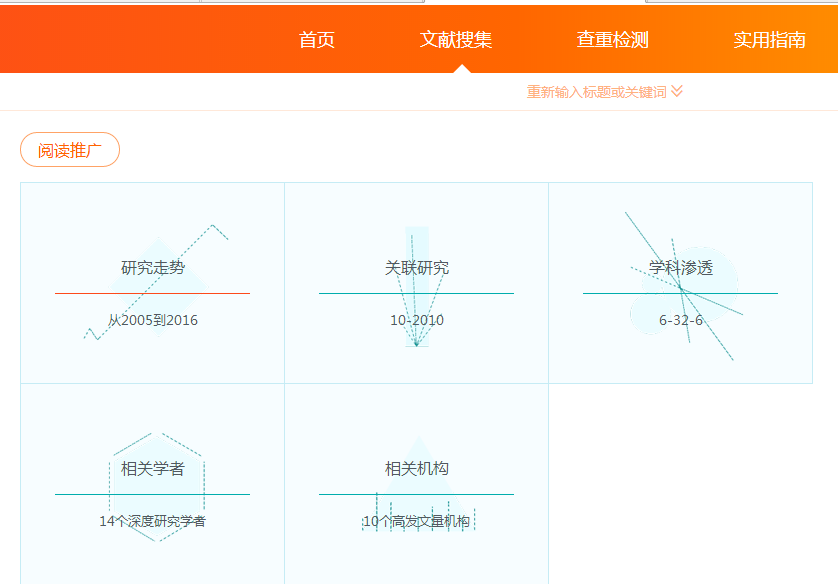 首页 文献搜集 查重检测 实用指南
重新输入标题或关键词
阅读推广
研究走势 关联研究 学科渗透
从2005到2016 10-2010 6-32-6
相关学者 相关机构
14个深度研究学者 10个高发文量机构